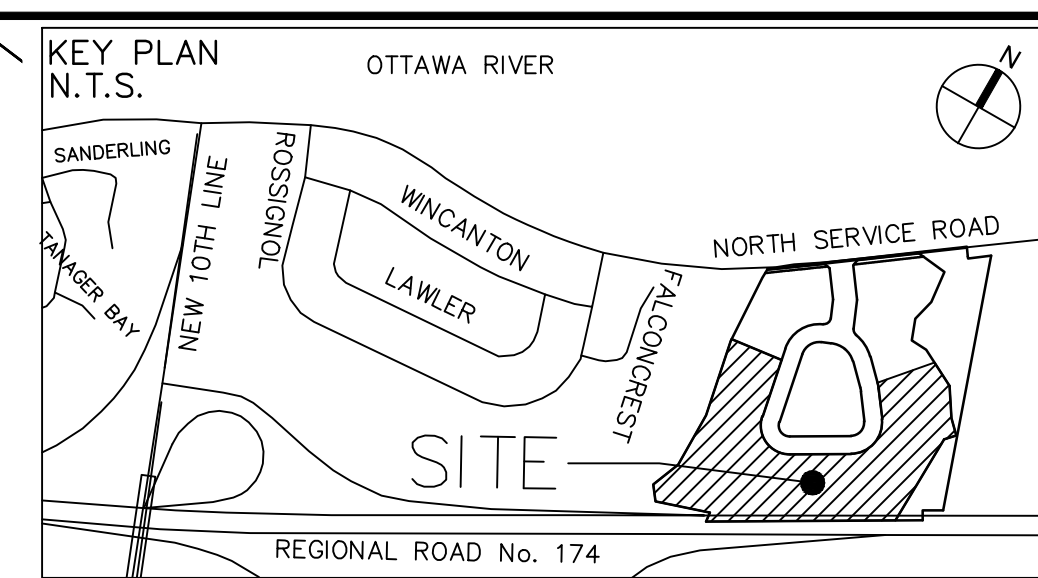 KEY PLAN
N.T.S.
OTTAWA RIVER
N
SANDERLING
ROSSIGNOL
NEW 10TH LINE
WINCANTON
NORTH SERVICE ROAD
TANAGER BAY
LAWLER
FALCONCREST
SITE
REGIONAL ROAD No. 174